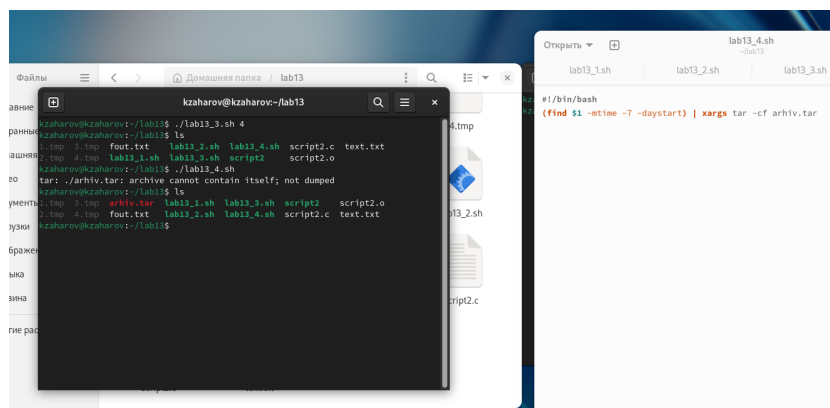 Файлы
Домашняя папка / lab13
Открыть
lab13_4.sh
~/lab13
lab13_1.sh
lab13_2.sh
lab13_3.sh
#!/bin/bash
(find $1 -mtime -7 -daystart) | xargs tar -cf arhiv.tar
kzaharov@kzaharov:~/lab13
kzaharov@kzaharov:~/lab13$ ./lab13_3.sh 4
kzaharov@kzaharov:~/lab13$ ls
1.tmp 3.tmp fout.txt lab13_2.sh lab13_4.sh script2.c text.txt
2.tmp 4.tmp lab13_1.sh lab13_3.sh script2 script2.o
kzaharov@kzaharov:~/lab13$ ./lab13_4.sh
tar: ./arhiv.tar: archive cannot contain itself; not dumped
kzaharov@kzaharov:~/lab13$ ls
1.tmp 3.tmp arhiv.tar lab13_1.sh lab13_3.sh script2 script2.o
2.tmp 4.tmp fout.txt lab13_2.sh lab13_4.sh script2.c text.txt
kzaharov@kzaharov:~/lab13$
4.tmp